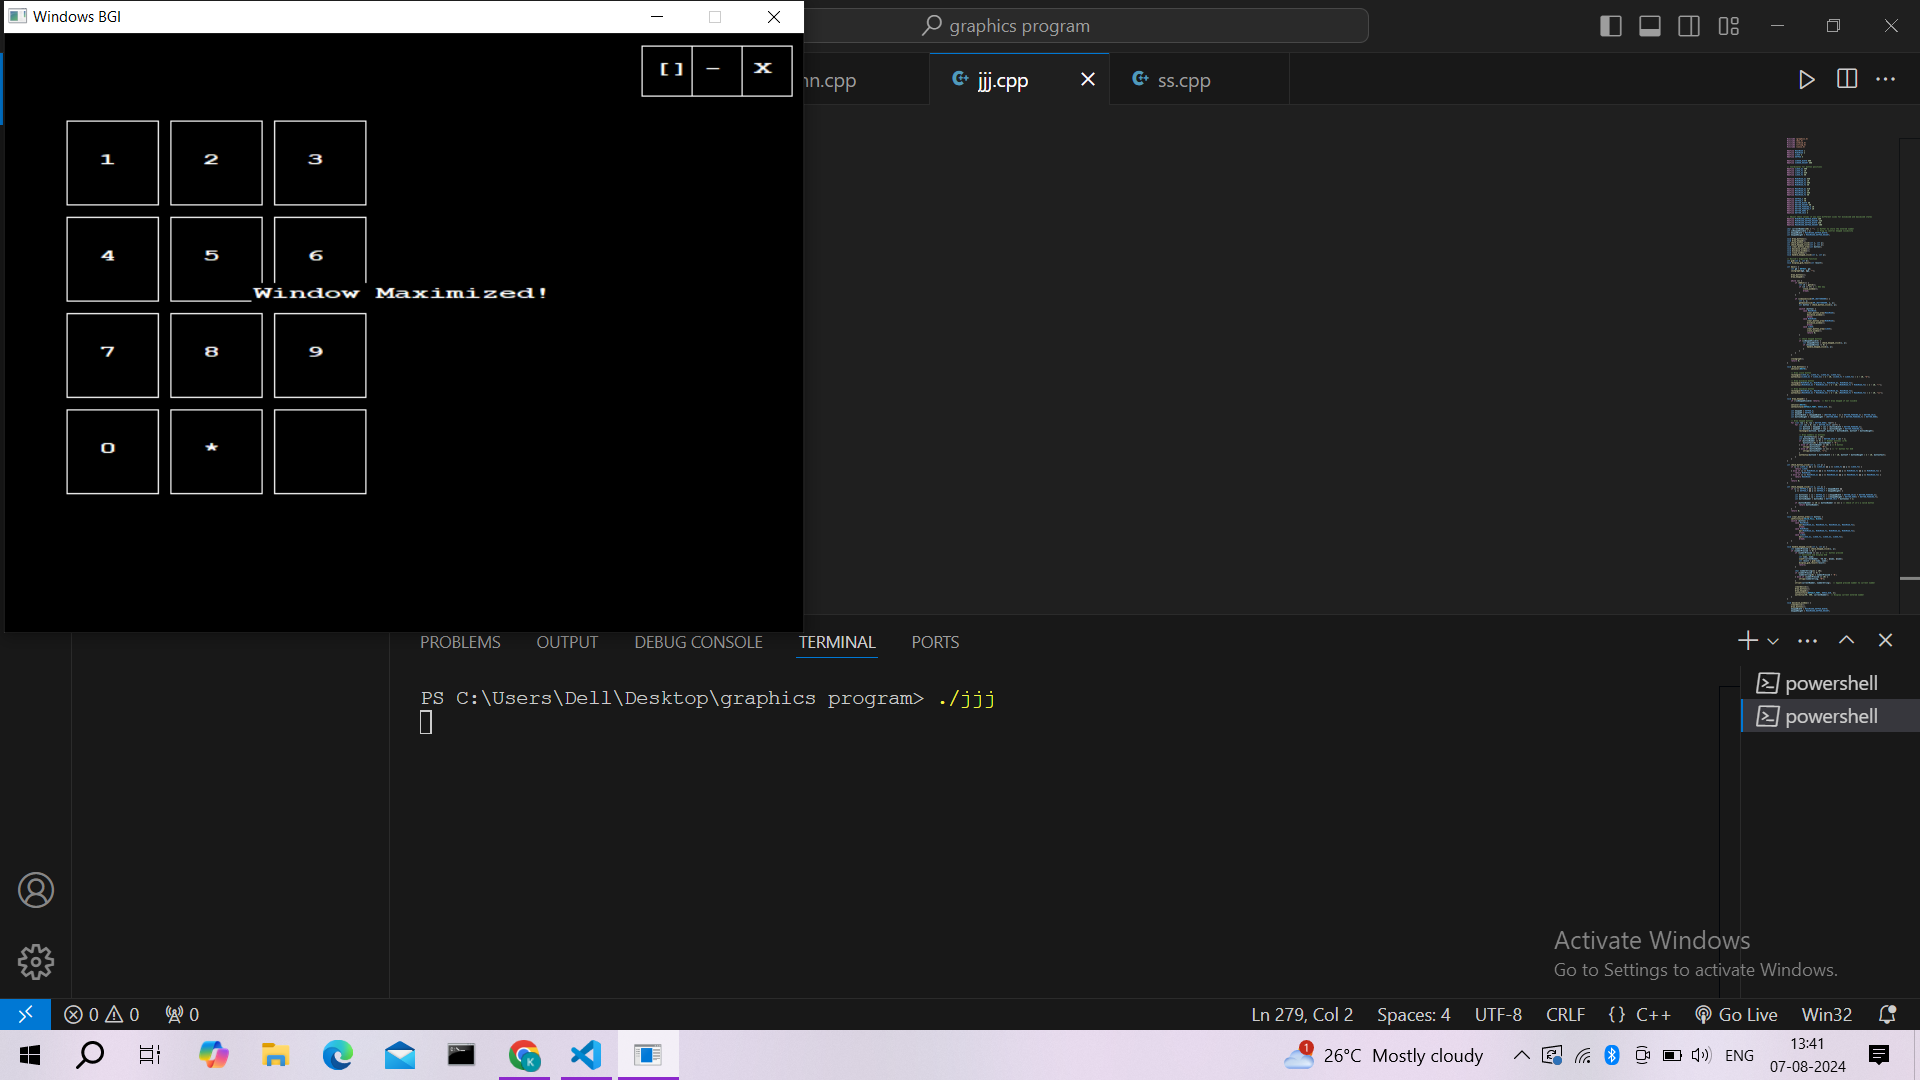 Windows BGI
[] — X
1 2 3
4 5 6
Window Maximized!
7 8 9
0 *
graphics program
nn.cpp
jjj.cpp
ss.cpp
PROBLEMS OUTPUT DEBUG CONSOLE TERMINAL PORTS
PS C:\Users\Dell\Desktop\graphics program> ./jjj
powershell
powershell
Activate Windows
Go to Settings to activate Windows.
0 0 0
Ln 279, Col 2 Spaces: 4 UTF-8 CRLF {} C++ Go Live Win32
1 26°C Mostly cloudy ENG
13:41
07-08-2024